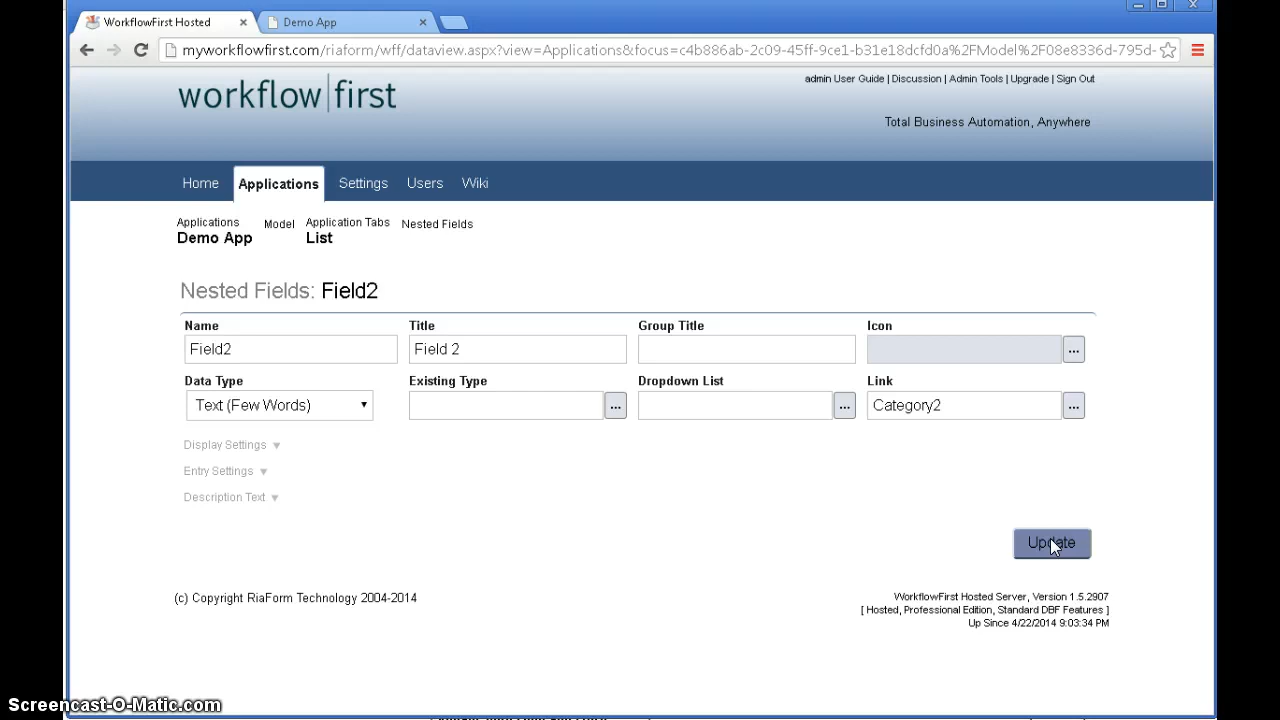 WorkflowFirst Hosted
Demo App
myworkflowfirst.com/riaform/wff/dataview.aspx?view=Applications&focus=c4b886ab-2c09-45ff-9ce1-b31e18dcfd0a%2FModel%2F08e8336d-795d-
workflow|first
admin User Guide | Discussion | Admin Tools | Upgrade | Sign Out
Total Business Automation, Anywhere
Home Applications Settings Users Wiki
Applications Model Application Tabs Nested Fields
Demo App List
Nested Fields: Field2
Name Title Group Title Icon
Field2 Field 2 ...
Data Type Existing Type Dropdown List Link
Text (Few Words) ... ... Category2 ...
Display Settings
Entry Settings
Description Text
Update
(c) Copyright RiaForm Technology 2004-2014
WorkflowFirst Hosted Server, Version 1.5.2907
[ Hosted, Professional Edition, Standard DBF Features ]
Up Since 4/22/2014 9:03:34 PM
Screencast-O-Matic.com